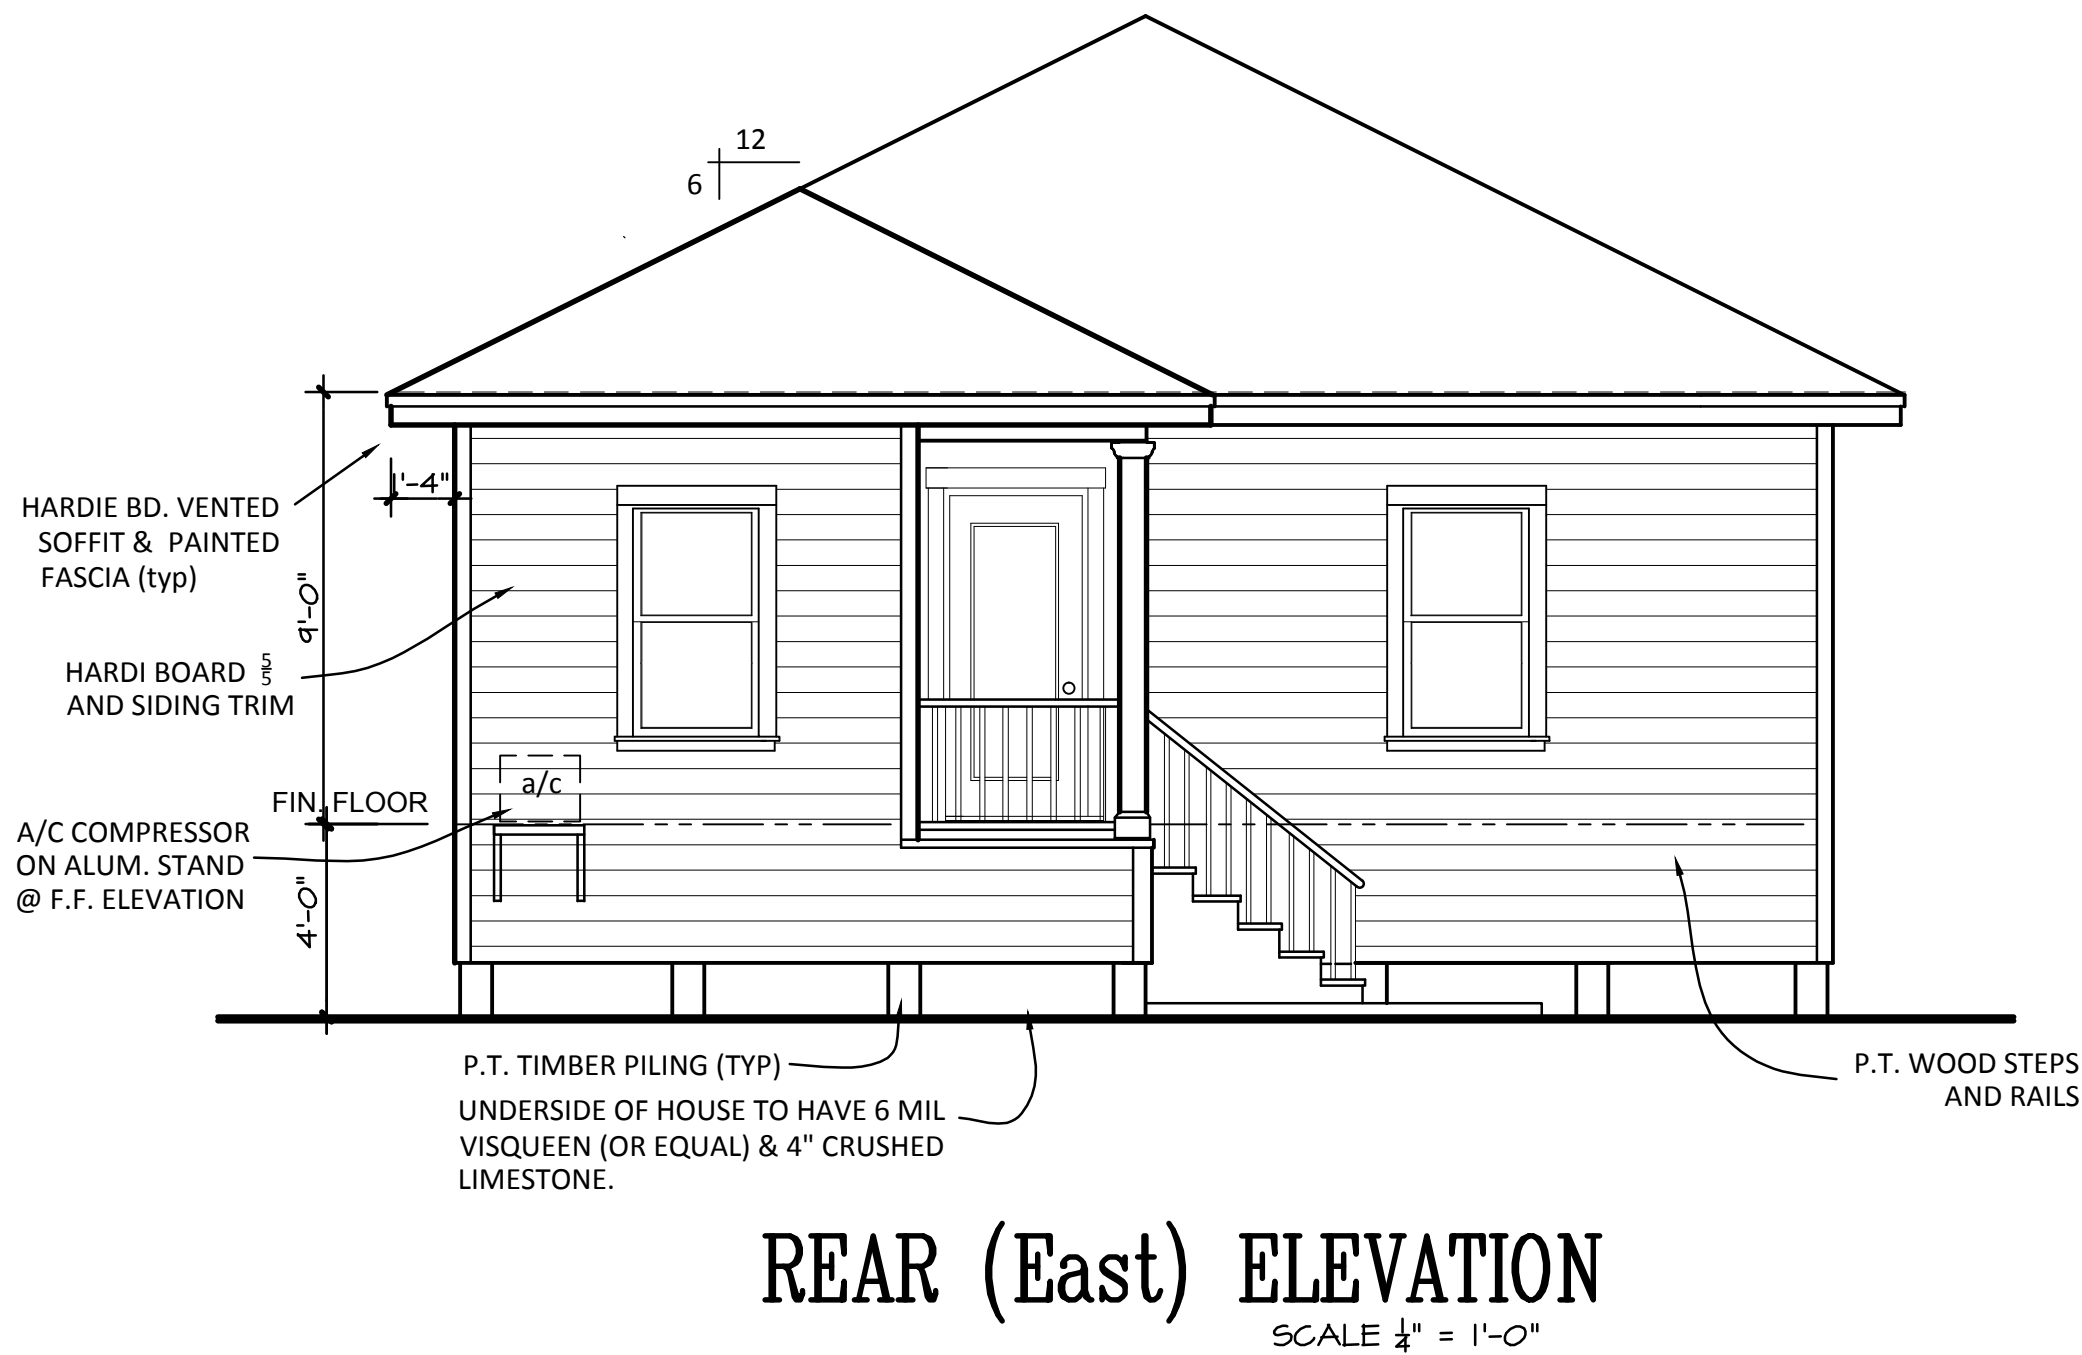 12
6
1'-4"
HARDIE BD. VENTED
SOFFIT & PAINTED
FASCIA (typ)
9'-0"
HARDI BOARD 5/5
AND SIDING TRIM
a/c
FIN. FLOOR
A/C COMPRESSOR
ON ALUM. STAND
@ F.F. ELEVATION
4'-0"
P.T. TIMBER PILING (TYP)
UNDERSIDE OF HOUSE TO HAVE 6 MIL
VISQUEEN (OR EQUAL) & 4" CRUSHED
LIMESTONE.
P.T. WOOD STEPS
AND RAILS
REAR (East) ELEVATION
SCALE 1/4" = 1'-0"